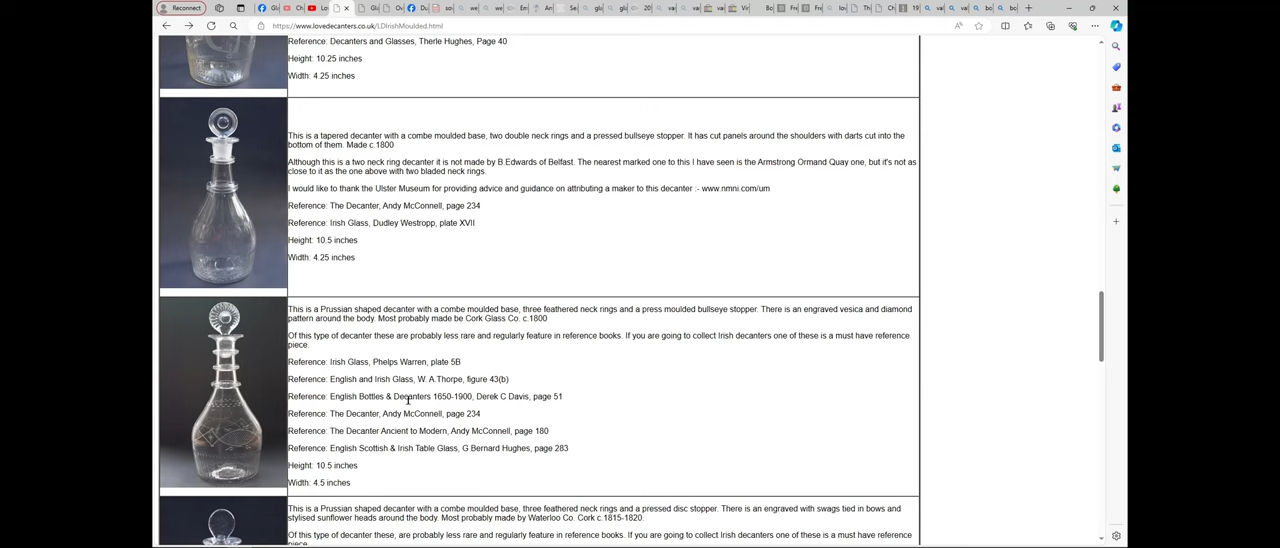 Reconnect
https://www.lovedecanters.co.uk/LDIrishMoulded.html
Reference: Decanters and Glasses, Therle Hughes, Page 40
Height: 10.25 inches
Width: 4.25 inches
This is a tapered decanter with a combe moulded base, two double neck rings and a pressed bullseye stopper. It has cut panels around the shoulders with darts cut into the
bottom of them. Made c.1800
Although this is a two neck ring decanter it is not made by B.Edwards of Belfast. The nearest marked one to this I have seen is the Armstrong Ormand Quay one, but it's not as
close to it as the one above with two bladed neck rings.
I would like to thank the Ulster Museum for providing advice and guidance on attributing a maker to this decanter :- www.nmni.com/um
Reference: The Decanter, Andy McConnell, page 234
Reference: Irish Glass, Dudley Westropp, plate XVII
Height: 10.5 inches
Width: 4.25 inches
This is a Prussian shaped decanter with a combe moulded base, three feathered neck rings and a press moulded bullseye stopper. There is an engraved vesica and diamond
pattern around the body. Most probably made be Cork Glass Co. c.1800
Of this type of decanter these are probably less rare and regularly feature in reference books. If you are going to collect Irish decanters one of these is a must have reference
piece.
Reference: Irish Glass, Phelps Warren, plate 5B
Reference: English and Irish Glass, W. A.Thorpe, figure 43(b)
Reference: English Bottles & Decanters 1650-1900, Derek C Davis, page 51
Reference: The Decanter, Andy McConnell, page 234
Reference: The Decanter Ancient to Modern, Andy McConnell, page 180
Reference: English Scottish & Irish Table Glass, G Bernard Hughes, page 283
Height: 10.5 inches
Width: 4.5 inches
This is a Prussian shaped decanter with a combe moulded base, three feathered neck rings and a pressed disc stopper. There is an engraved with swags tied in bows and
stylised sunflower heads around the body. Most probably made by Waterloo Co. Cork c.1815-1820.
Of this type of decanter these, are probably less rare and regularly feature in reference books. If you are going to collect Irish decanters one of these is a must have reference
piece.